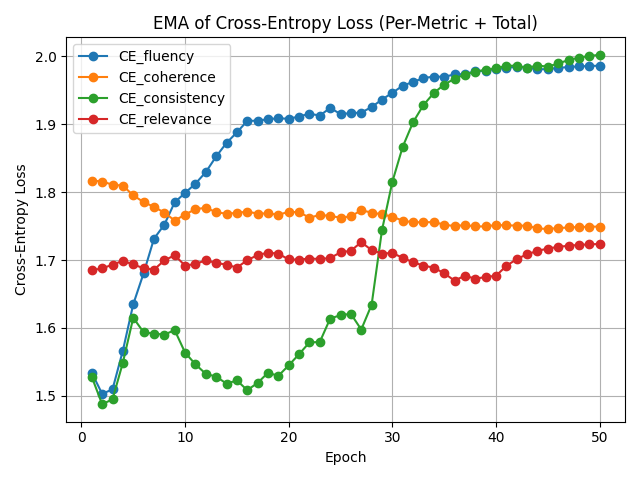 EMA of Cross-Entropy Loss (Per-Metric + Total)
CE_fluency
CE_coherence
CE_consistency
CE_relevance
Cross-Entropy Loss
2.0
1.9
1.8
1.7
1.6
1.5
0 10 20 30 40 50
Epoch